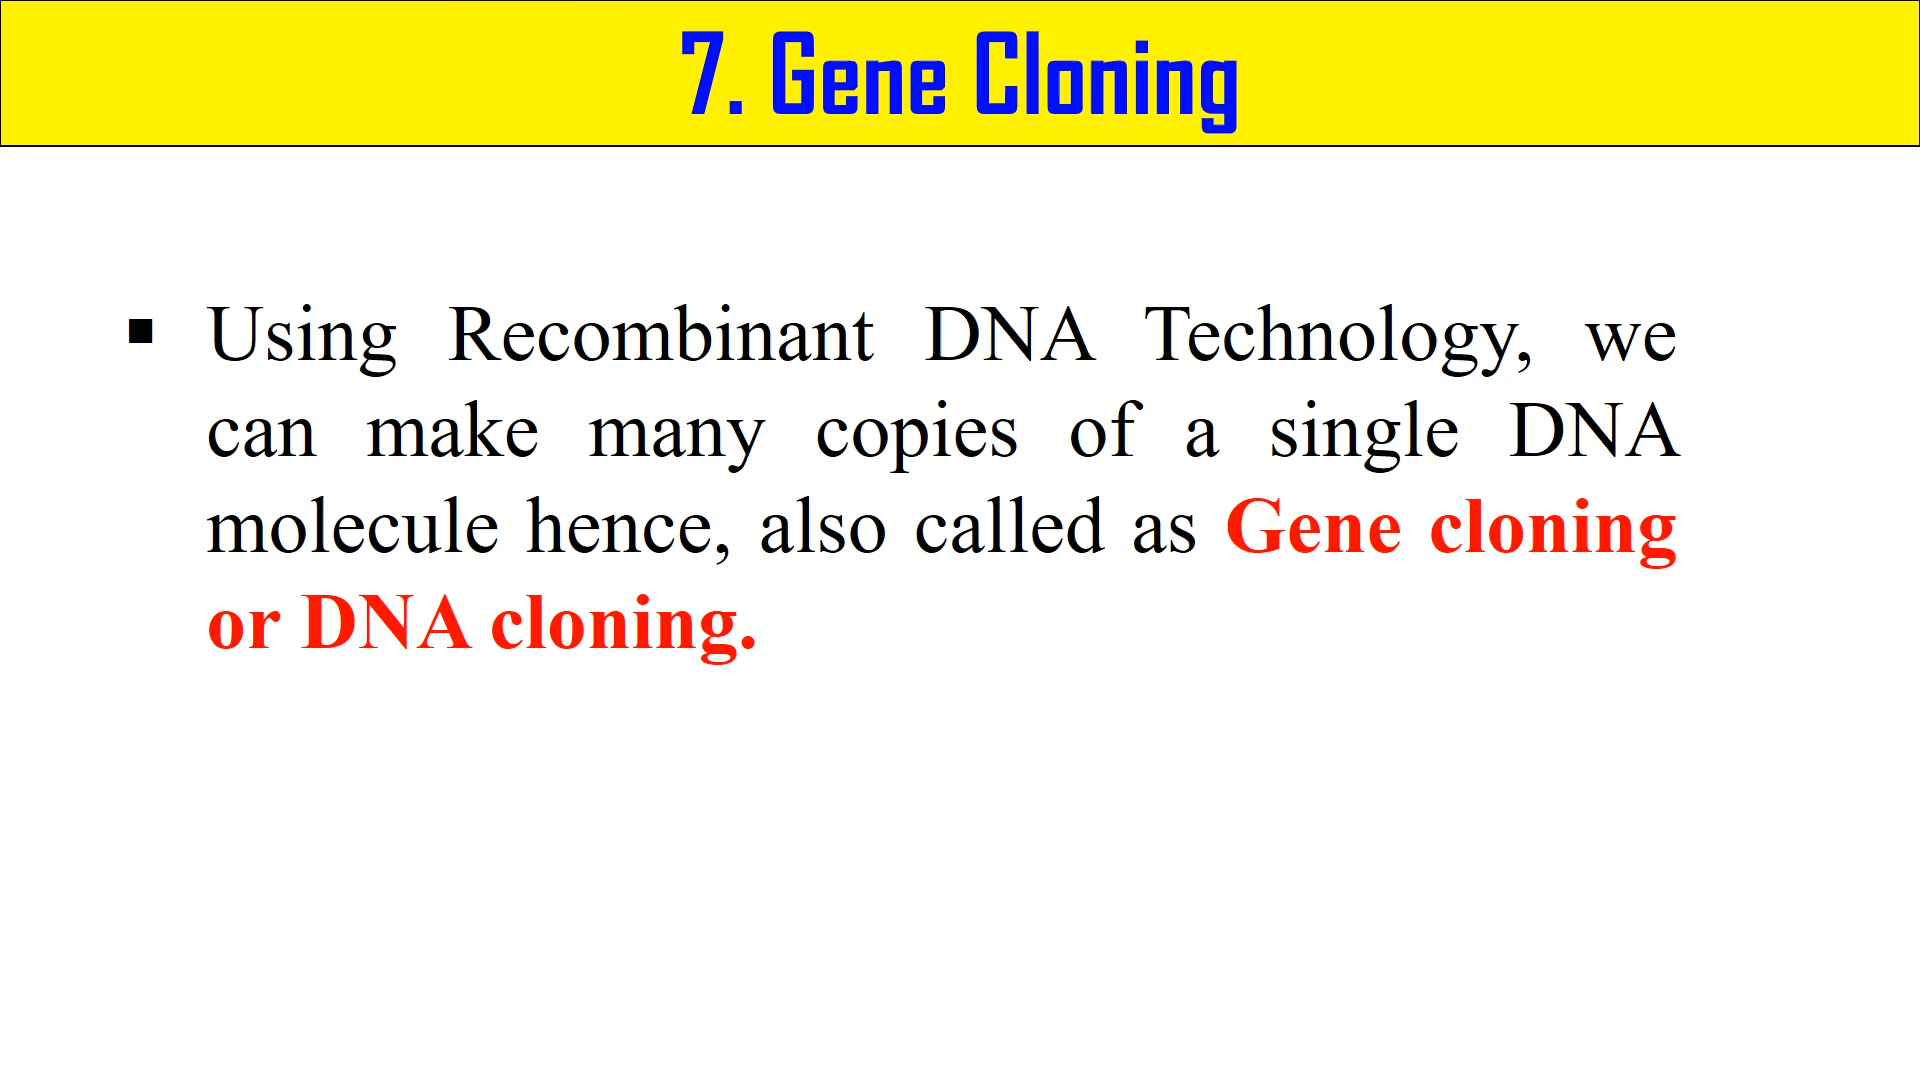 7. Gene Cloning
▪ Using Recombinant DNA Technology, we
can make many copies of a single DNA
molecule hence, also called as Gene cloning
or DNA cloning.